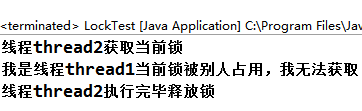 <terminated> LockTest [Java Application] C:\Program Files\Jav
线程thread2获取当前锁
我是线程thread1当前锁被别人占用，我无法获取
线程thread2执行完毕释放锁